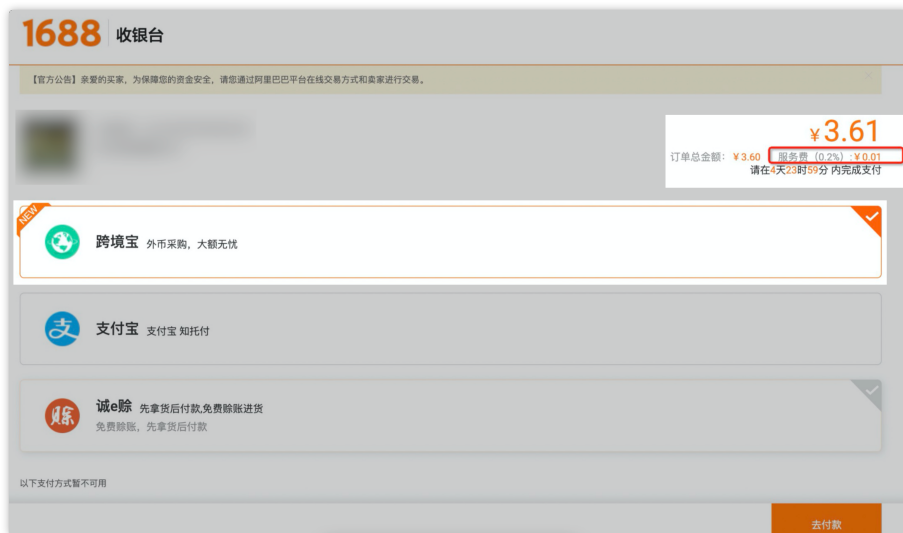 1688 收银台
【官方公告】亲爱的买家，为保障您的资金安全，请您通过阿里巴巴平台在线交易方式和卖家进行交易。
¥3.61
订单总金额：¥3.60 服务费（0.2%）:¥0.01
请在4天23时59分 内完成支付
NEW
跨境宝 外币采购，大额无忧
支 支付宝 支付宝 知托付
赊 诚e赊 先拿货后付款,免费赊账进货
免费赊账，先拿货后付款
以下支付方式暂不可用
去付款